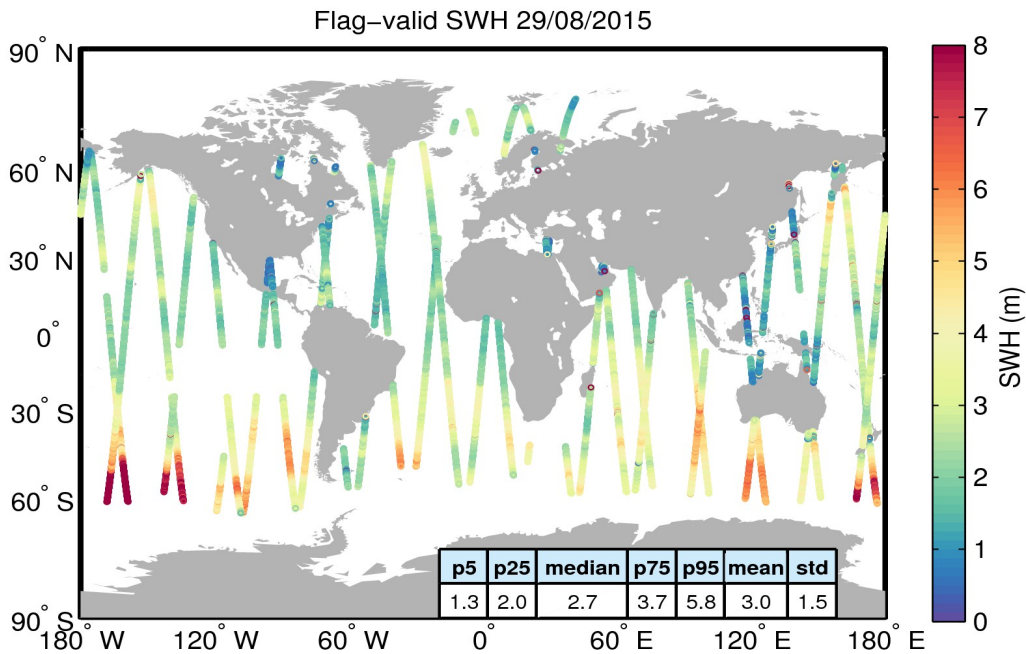 Flag−valid SWH 29/08/2015
90° N
60° N
30° N
0°
30° S
60° S
90° S
180° W
120° W
60° W
0°
60° E
120° E
180° E
p5 p25 median p75 p95 mean std
1.3 2.0 2.7 3.7 5.8 3.0 1.5
8
7
6
5
4
3
2
1
0
SWH (m)